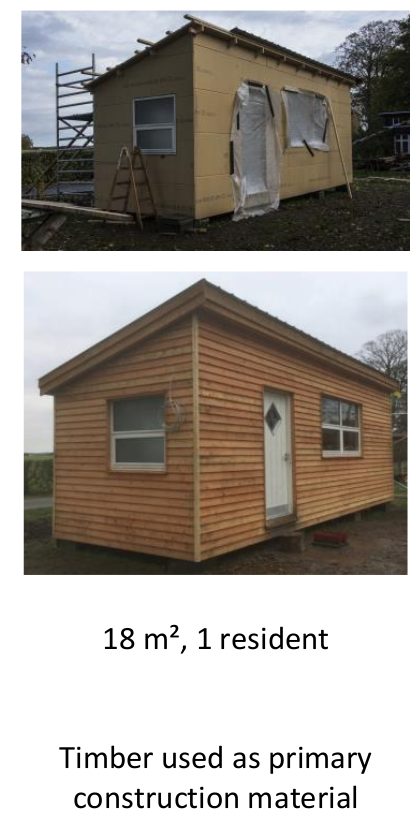 18 m², 1 resident
Timber used as primary
construction material